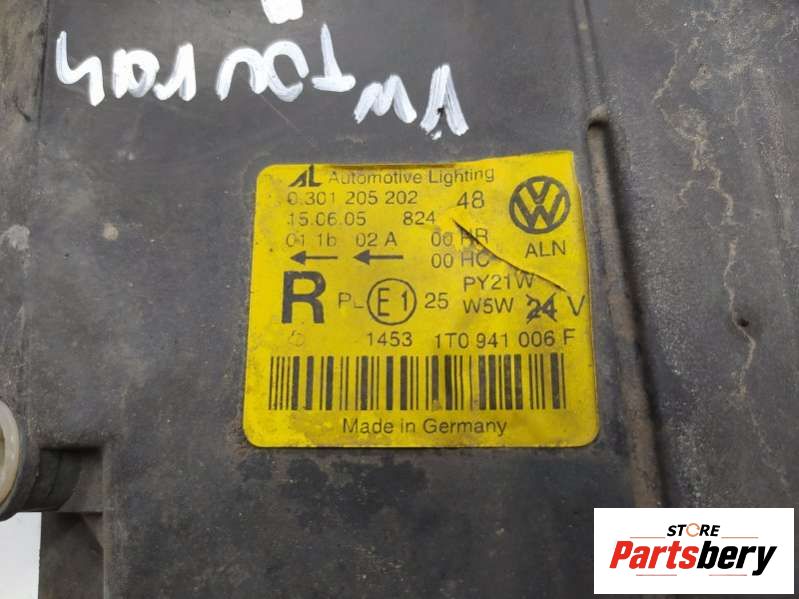 VW TOURAN
AL Automotive Lighting
0 301 205 202 48
15.06.05 824
01 1b 02 A 00 HR
00 HC
ALN
PY21W
R PL E1 25 W5W 24 V
1453 1T0 941 006 F
Made in Germany
STORE
Partsbery